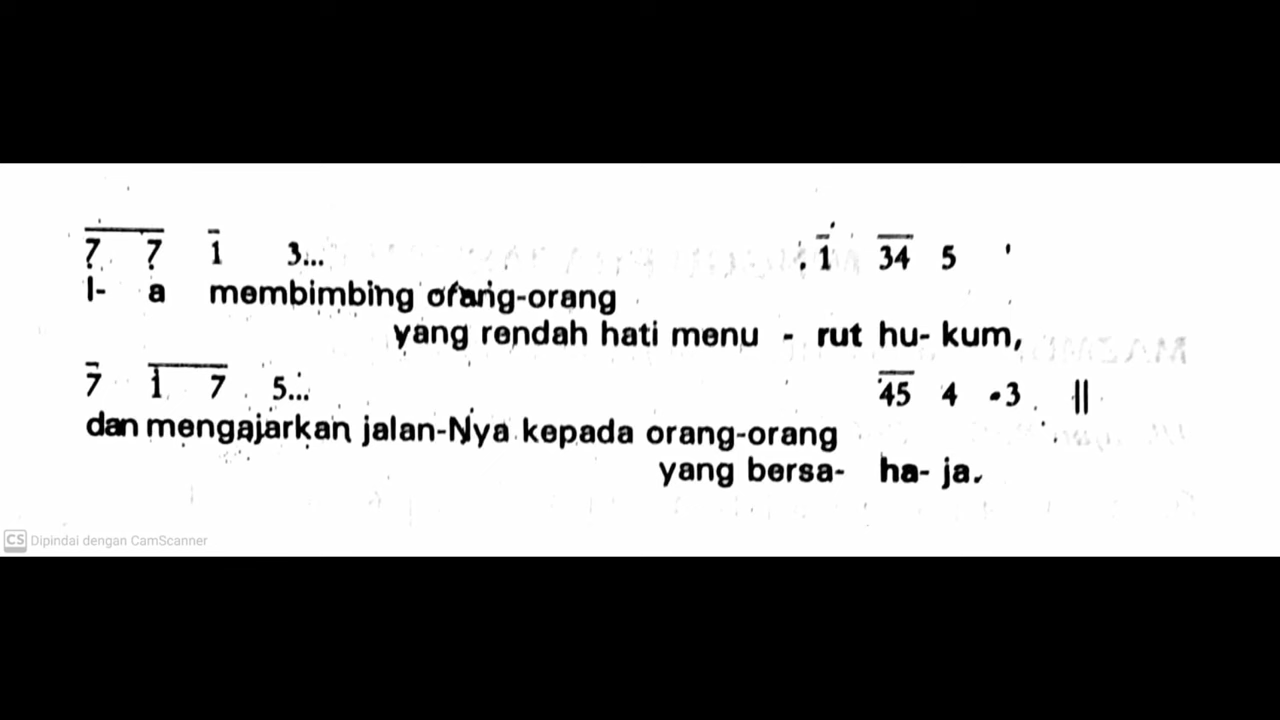 7 7 1 3... 1 34 5 '
I- a membimbing orang-orang
yang rendah hati menu - rut hu- kum,
7 1 7 5... 45 4 •3 ||
dan mengajarkan jalan-Nya kepada orang-orang
yang bersa- ha- ja.
CS Dipindai dengan CamScanner